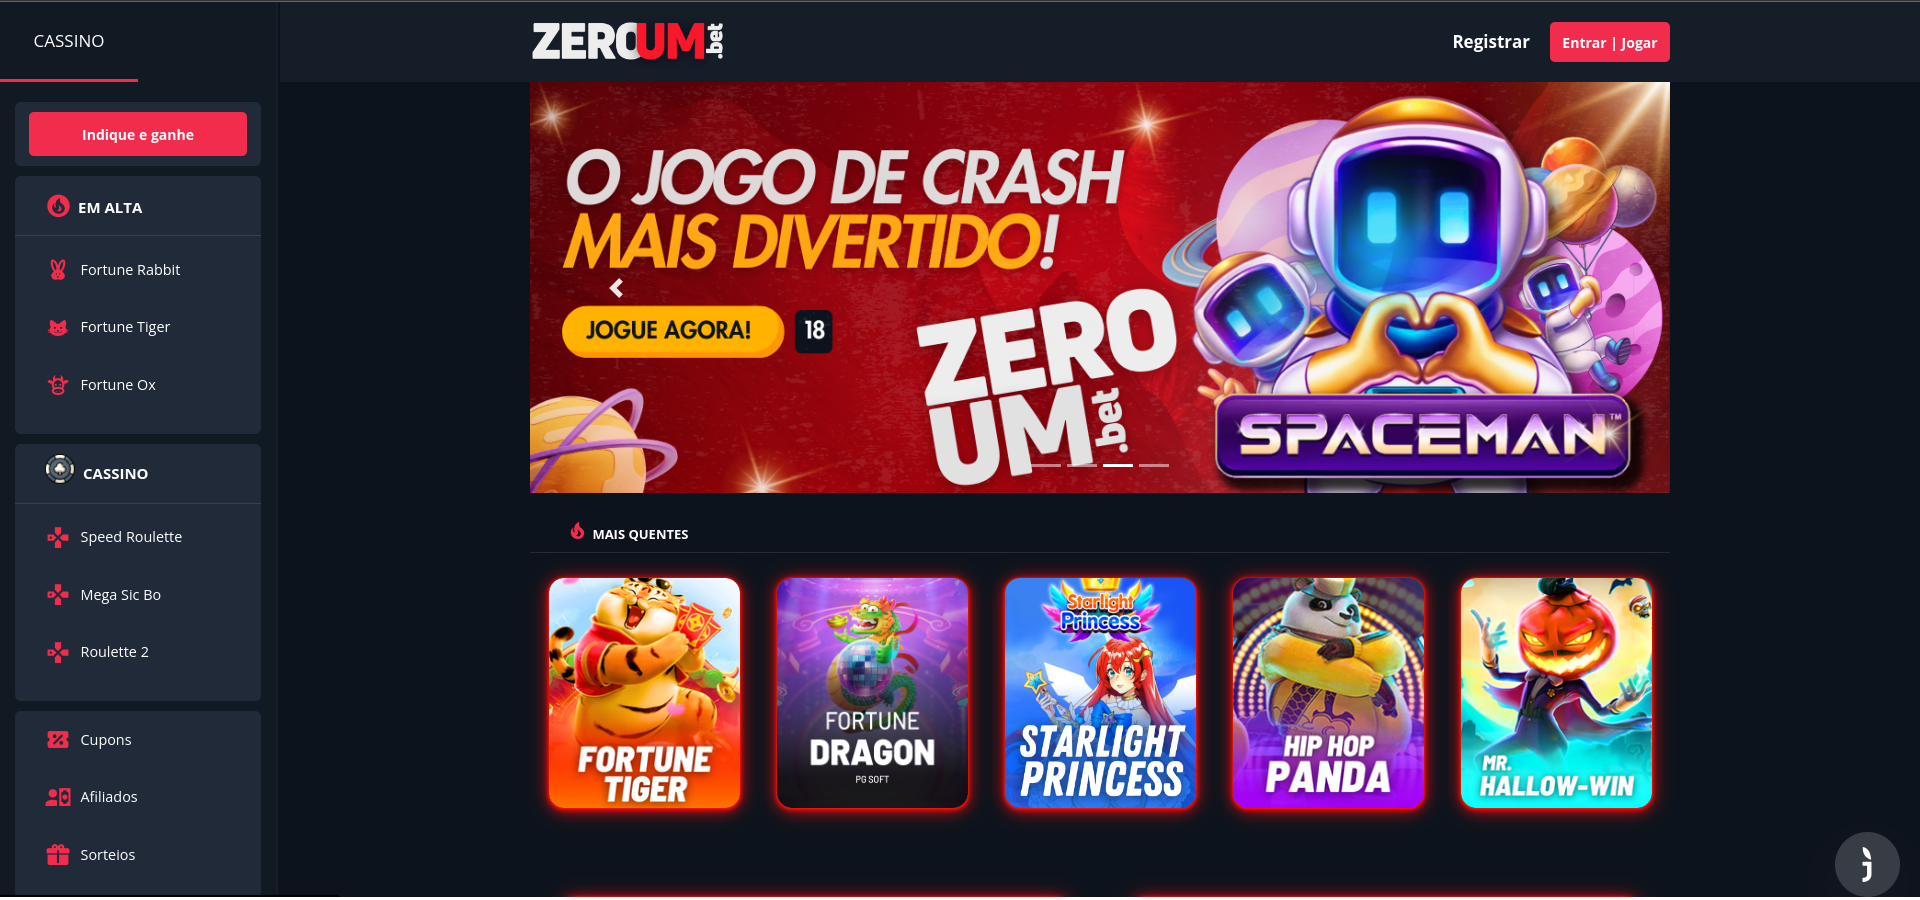 CASSINO
ZEROUM.bet
Registrar
Entrar | Jogar
Indique e ganhe
EM ALTA
Fortune Rabbit
Fortune Tiger
Fortune Ox
CASSINO
Speed Roulette
Mega Sic Bo
Roulette 2
Cupons
Afiliados
Sorteios
O JOGO DE CRASH
MAIS DIVERTIDO!
JOGUE AGORA!
18
ZERO
UM.bet
SPACEMAN™
MAIS QUENTES
FORTUNE
TIGER
FORTUNE
DRAGON
PG SOFT
Starlight
Princess
STARLIGHT
PRINCESS
HIP HOP
PANDA
MR.
HALLOW-WIN